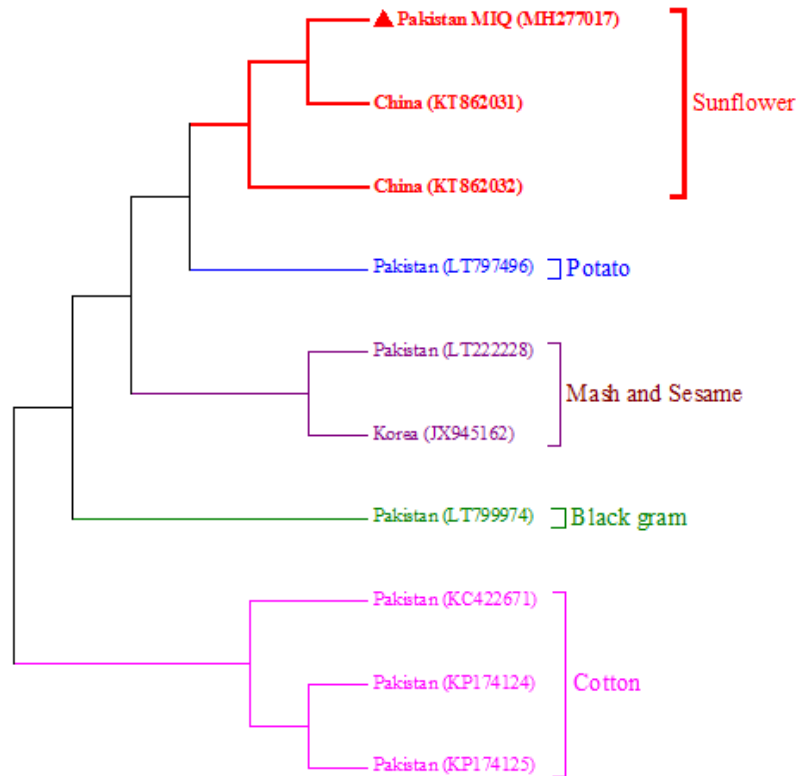 Pakistan MIQ (MH277017)
Sunflower
China (KT862031)
China (KT862032)
Pakistan (LT797496)
Potato
Pakistan (LT222228)
Mash and Sesame
Korea (JX945162)
Pakistan (LT799974)
Black gram
Pakistan (KC422671)
Pakistan (KP174124)
Cotton
Pakistan (KP174125)